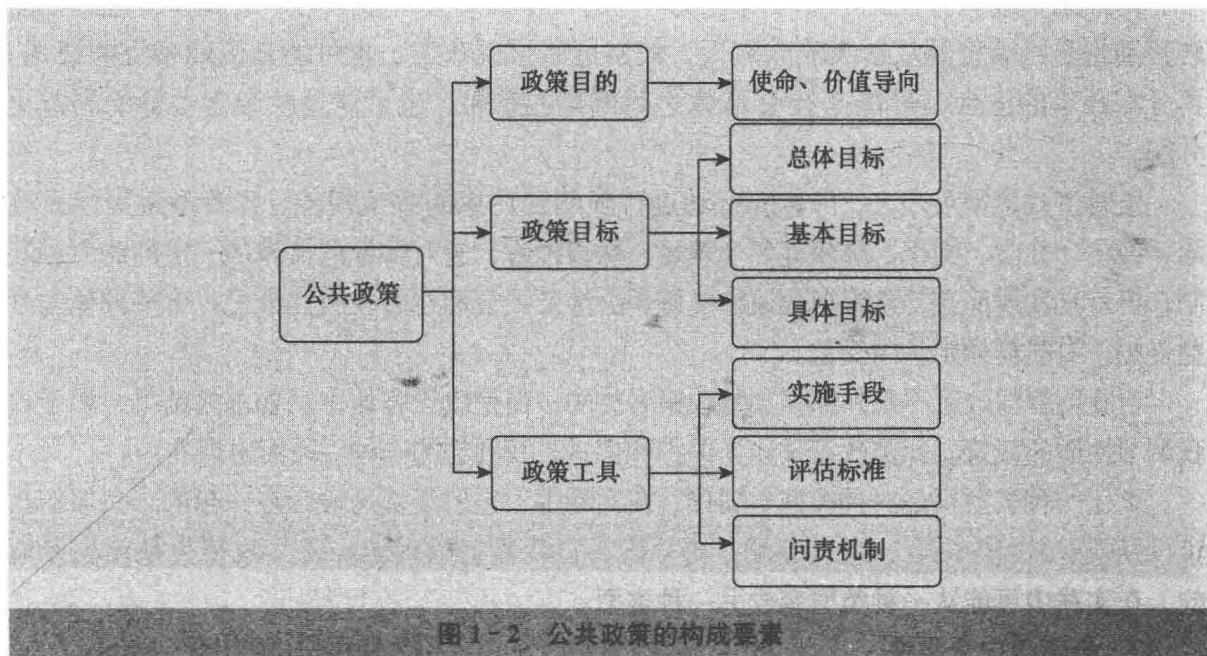 公共政策
政策目的
使命、价值导向
政策目标
总体目标
基本目标
具体目标
政策工具
实施手段
评估标准
问责机制
图1-2 公共政策的构成要素